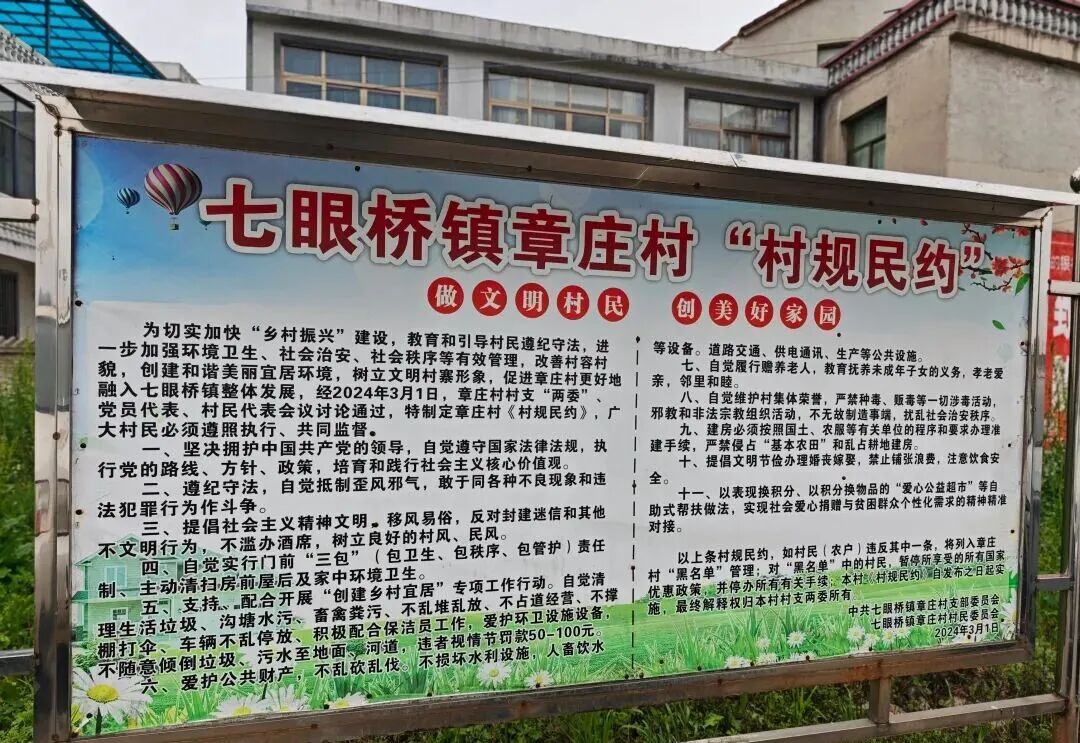 七眼桥镇章庄村“村规民约”
做文明村民 创美好家园
为切实加快“乡村振兴”建设，教育和引导村民遵纪守法，进
一步加强环境卫生、社会治安、社会秩序等有效管理，改善村容村
貌，创建和谐美丽宜居环境，树立文明村寨形象，促进章庄村更好地
融入七眼桥镇整体发展，经2024年3月1日，章庄村村支“两委”、
党员代表、村民代表会议讨论通过，特制定章庄村《村规民约》，广
大村民必须遵照执行、共同监督。
一、坚决拥护中国共产党的领导，自觉遵守国家法律法规，执
行党的路线、方针、政策，培育和践行社会主义核心价值观。
二、遵纪守法，自觉抵制歪风邪气，敢于同各种不良现象和违
法犯罪行为作斗争。
三、提倡社会主义精神文明，移风易俗，反对封建迷信和其他
不文明行为，不滥办酒席，树立良好的村风、民风。
四、自觉实行门前“三包”（包卫生、包秩序、包管护）责任
制、主动清扫房前屋后及家中环境卫生。
五、支持、配合开展“创建乡村宜居”专项工作行动。自觉清
理生活垃圾、沟塘水污、畜禽粪污、不乱堆乱放、不占道经营、不撑
棚打伞、车辆不乱停放、积极配合保洁员工作，爱护环卫设施设备，
不随意倾倒垃圾、污水至地面、河道，违者视情节罚款50-100元。
六、爱护公共财产，不乱砍乱伐。不损坏水利设施，人畜饮水
等设备。道路交通、供电通讯、生产等公共设施。
七、自觉履行赡养老人，教育抚养未成年子女的义务，孝老爱
亲，邻里和睦。
八、自觉维护村集体荣誉，严禁种毒、贩毒等一切涉毒活动，
邪教和非法宗教组织活动，不无故制造事端，扰乱社会治安秩序。
九、建房必须按照国土、农服等有关单位的程序和要求办理准
建手续，严禁侵占“基本农田”和乱占耕地建房。
十、提倡文明节俭办理婚丧嫁娶，禁止铺张浪费，注意饮食安
全。
十一、以表现换积分、以积分换物品的“爱心公益超市”等自
助式帮扶做法，实现社会爱心捐赠与贫困群众个性化需求的精神精准
对接。
以上条村规民约，如村民（农户）违反其中一条，将列入章庄
村“黑名单”管理；对“黑名单”中的村民，暂停所享受的所有国家
优惠政策，并停办所有有关手续；本村《村规民约》自发布之日起实
施，最终解释权归本村村支两委所有。
中共七眼桥镇章庄村支部委员会
七眼桥镇章庄村村民委员会
2024年3月1日